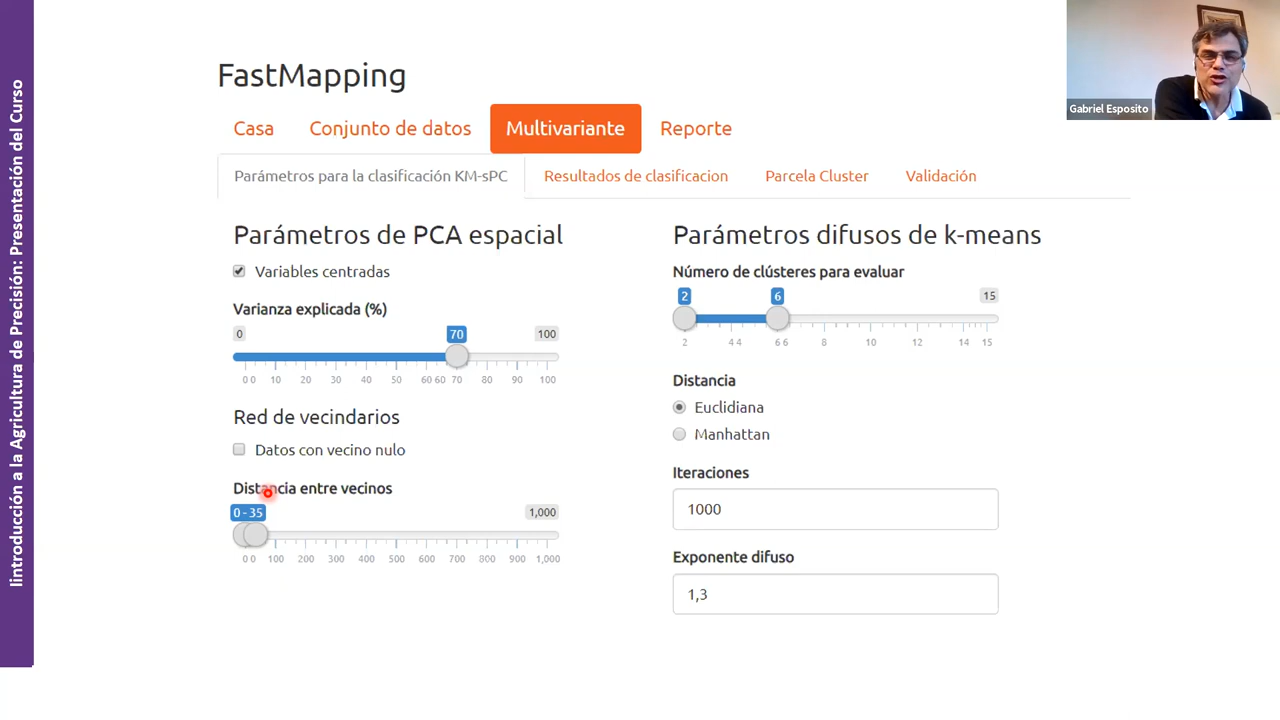 Iintroducción a la Agricultura de Precisión: Presentación del Curso
FastMapping
Casa Conjunto de datos Multivariante Reporte
Parámetros para la clasificación KM-sPC Resultados de clasificacion Parcela Cluster Validación
Parámetros de PCA espacial
Variables centradas
Varianza explicada (%)
0 70 100
0 0 10 20 30 40 50 60 60 70 80 90 100
Red de vecindarios
Datos con vecino nulo
Distancia entre vecinos
0 - 35 1,000
0 0 100 200 300 400 500 600 700 800 900 1,000
Parámetros difusos de k-means
Número de clústeres para evaluar
2 6 15
2 4 4 6 6 8 10 12 14 15
Distancia
Euclidiana
Manhattan
Iteraciones
1000
Exponente difuso
1,3
Gabriel Esposito